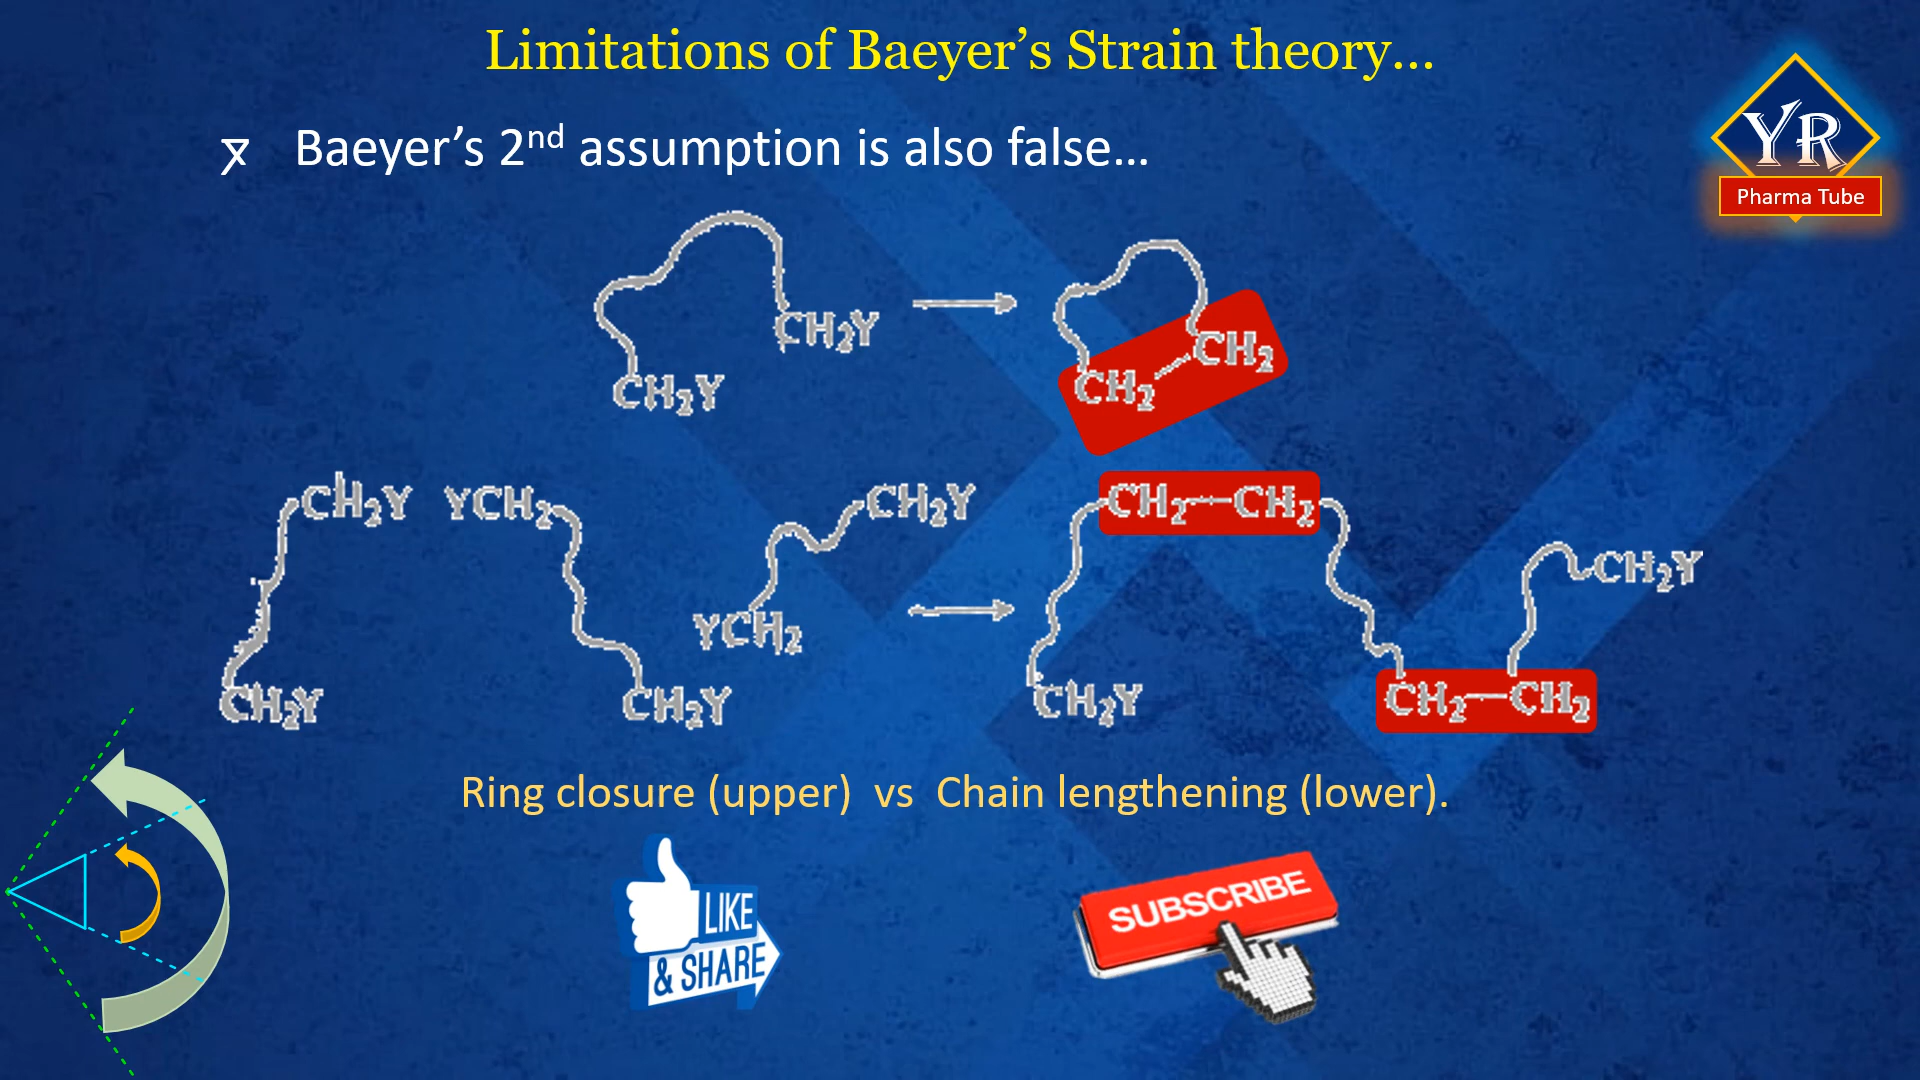 Limitations of Baeyer’s Strain theory...
YR
Pharma Tube
x Baeyer’s 2nd assumption is also false...
CH₂Y
CH₂Y
CH₂
CH₂
CH₂Y YCH₂ CH₂Y CH₂—CH₂
CH₂Y
YCH₂
CH₂Y CH₂Y CH₂Y CH₂—CH₂
Ring closure (upper) vs Chain lengthening (lower).
LIKE
& SHARE
SUBSCRIBE